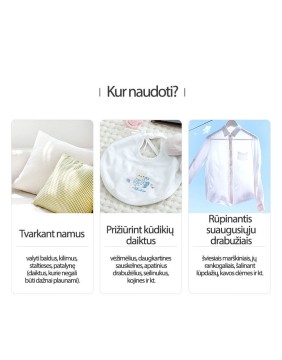 Kur naudoti?
Tvarkant namus
valyti baldus, kilimus,
staltieses, patalynę
(daiktus, kurie negali
būti dažnai plaunami).
Prižiūrint kūdikių
daiktus
vėžimėlius, daugkartines
sauskelnes, apatinius
drabužėlius, seilinukus,
kojines ir kt.
Rūpinantis
suaugusiųjų
drabužiais
šviesiais marškiniais, jų
rankogaliais, šalinant
lūpdažų, kavos dėmes ir kt.